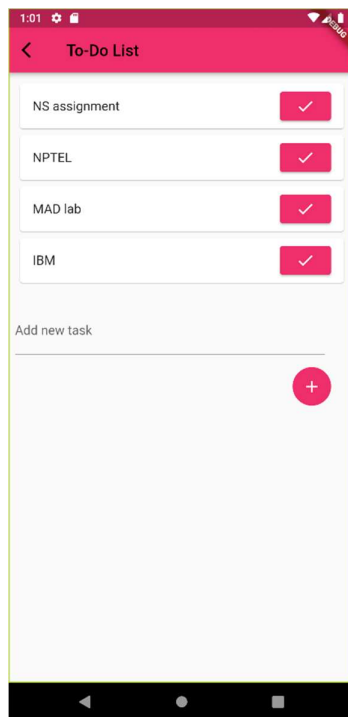 1:01
DEBUG
To-Do List
NS assignment
NPTEL
MAD lab
IBM
Add new task